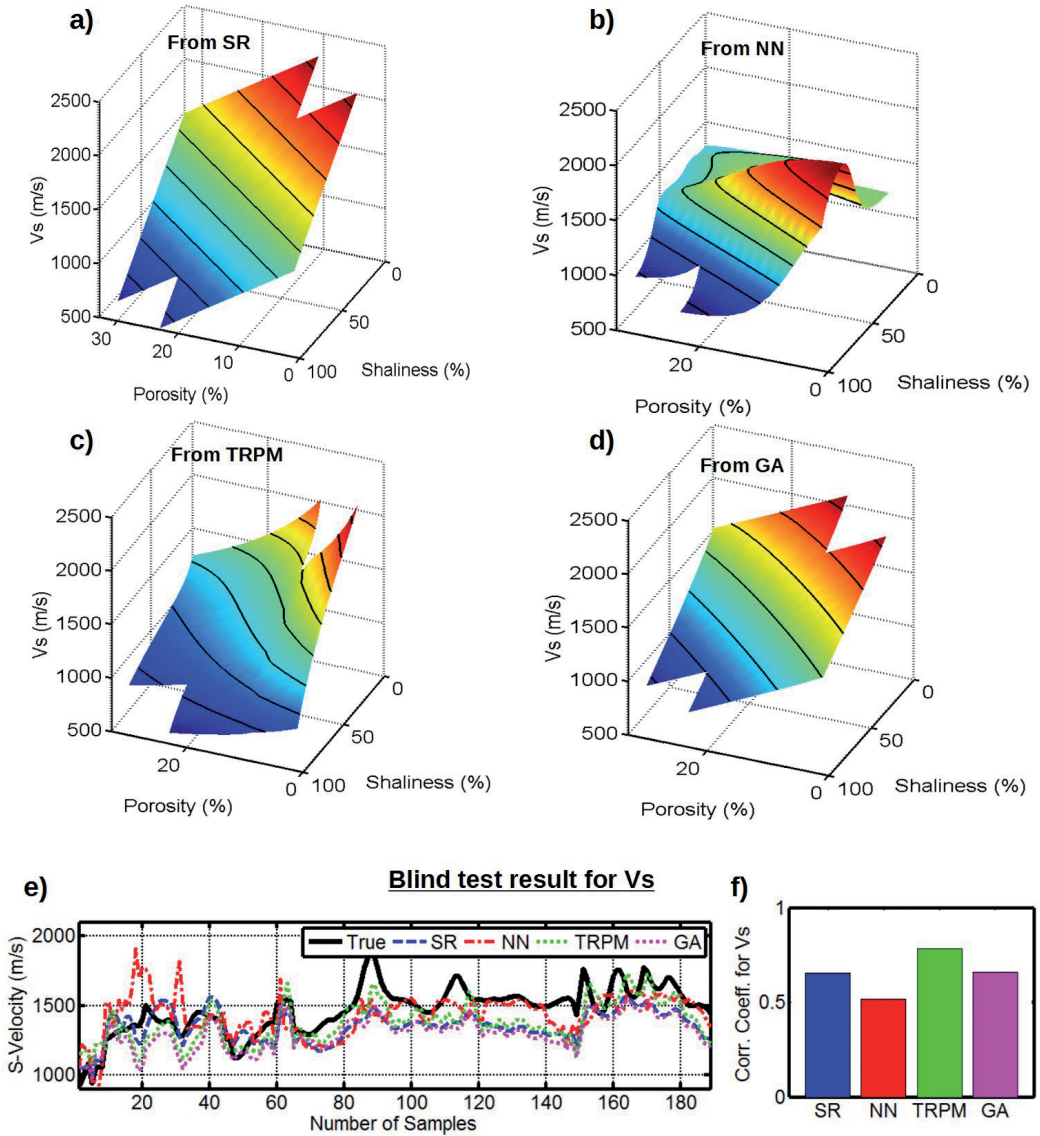 a)
From SR
2500
2000
1500
1000
500
Vs (m/s)
30
20
10
0
Porosity (%)
100
50
0
Shaliness (%)
b)
From NN
2500
2000
1500
1000
500
Vs (m/s)
20
0
Porosity (%)
100
50
0
Shaliness (%)
c)
From TRPM
2500
2000
1500
1000
500
Vs (m/s)
20
0
Porosity (%)
100
50
0
Shaliness (%)
d)
From GA
2500
2000
1500
1000
500
Vs (m/s)
20
0
Porosity (%)
100
50
0
Shaliness (%)
e)
Blind test result for Vs
True SR NN TRPM GA
2000
1500
1000
S-Velocity (m/s)
20 40 60 80 100 120 140 160 180
Number of Samples
f)
1
0.5
0
Corr. Coeff. for Vs
SR NN TRPM GA